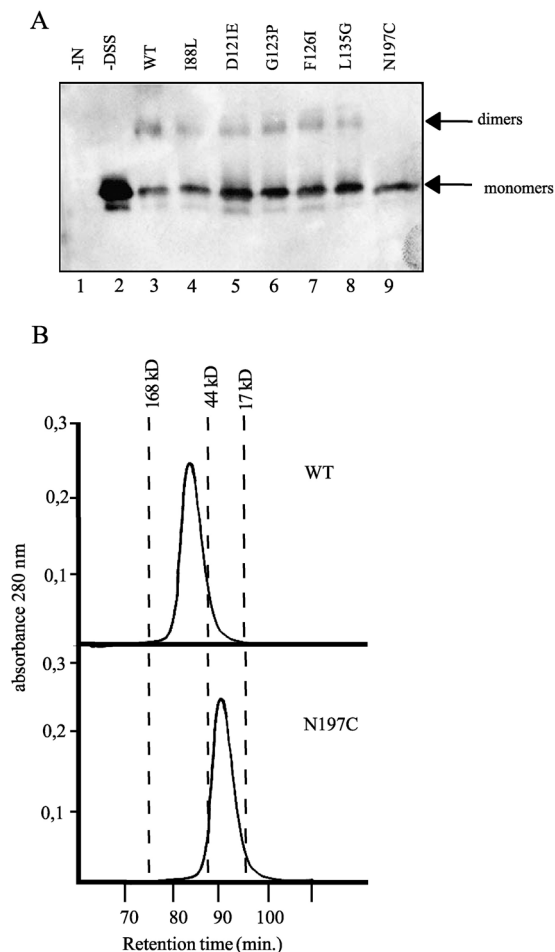 A
-IN
-DSS
WT
I88L
D121E
G123P
F126I
L135G
N197C
dimers
monomers
1 2 3 4 5 6 7 8 9
B
168 kD
44 kD
17 kD
0,3
0,2
0,1
WT
absorbance 280 nm
0,3
0,2
0,1
N197C
70 80 90 100
Retention time (min.)